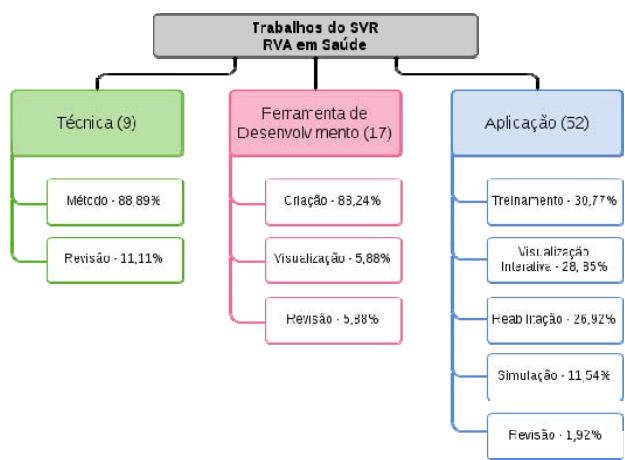 Trabalhos do SVR
RVA em Saúde
Técnica (9)
Método - 88,89%
Revisão - 11,11%
Ferramenta de
Desenvolvimento (17)
Criação - 88,24%
Visualização - 5,88%
Revisão - 5,88%
Aplicação (52)
Treinamento - 30,77%
Visualização
Interativa - 28,85%
Reabilitação - 26,92%
Simulação - 11,54%
Revisão - 1,92%